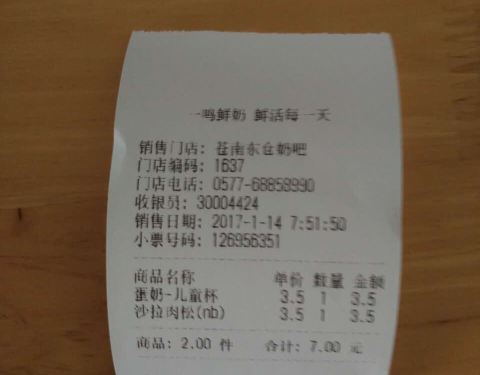 一鸣鲜奶 鲜活每一天
销售门店: 苍南东仓奶吧
门店编码: 1637
门店电话: 0577-68859990
收银员: 30004424
销售日期: 2017-1-14 7:51:50
小票号码: 126956351
商品名称 单价 数量 金额
蛋奶-儿童杯 3.5 1 3.5
沙拉肉松(nb) 3.5 1 3.5
商品: 2.00 件 合计: 7.00 元